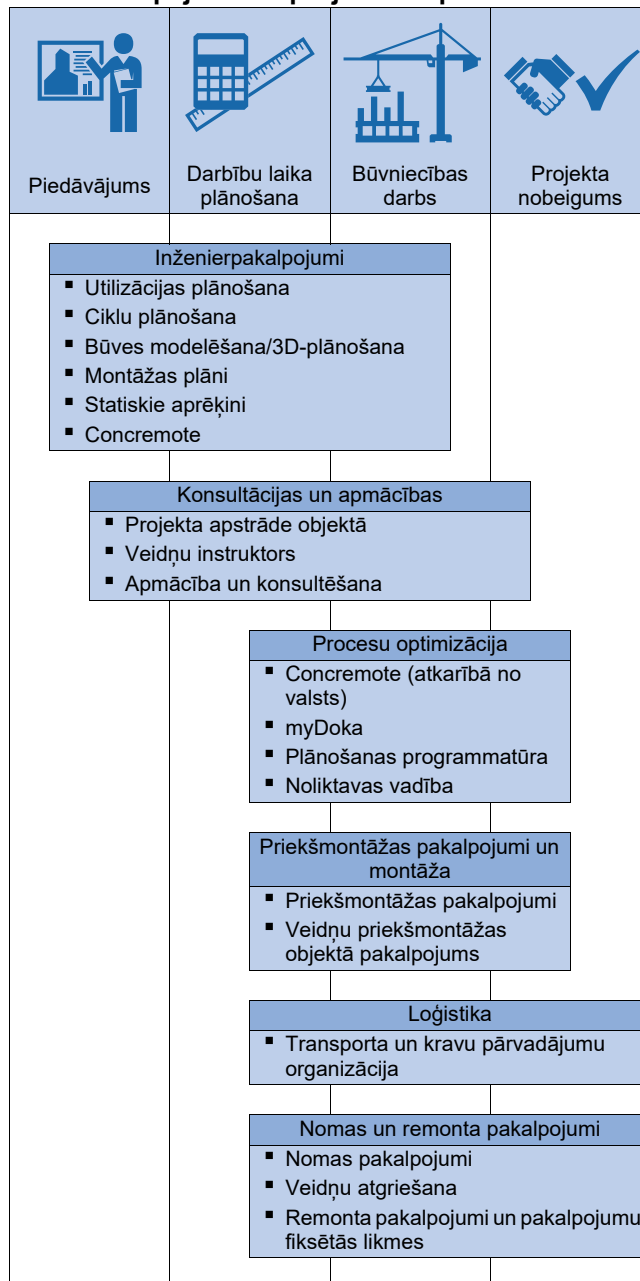 Piedāvājums
Darbību laika
plānošana
Būvniecības
darbs
Projekta
nobeigums
Inženierpakalpojumi
▪ Utilizācijas plānošana
▪ Ciklu plānošana
▪ Būves modelēšana/3D-plānošana
▪ Montāžas plāni
▪ Statiskie aprēķini
▪ Concremote
Konsultācijas un apmācības
▪ Projekta apstrāde objektā
▪ Veidņu instruktors
▪ Apmācība un konsultēšana
Procesu optimizācija
▪ Concremote (atkarībā no
valsts)
▪ myDoka
▪ Plānošanas programmatūra
▪ Noliktavas vadība
Priekšmontāžas pakalpojumi un
montāža
▪ Priekšmontāžas pakalpojumi
▪ Veidņu priekšmontāžas
objektā pakalpojums
Loģistika
▪ Transporta un kravu pārvadājumu
organizācija
Nomas un remonta pakalpojumi
▪ Nomas pakalpojumi
▪ Veidņu atgriešana
▪ Remonta pakalpojumi un pakalpojumu
fiksētās likmes